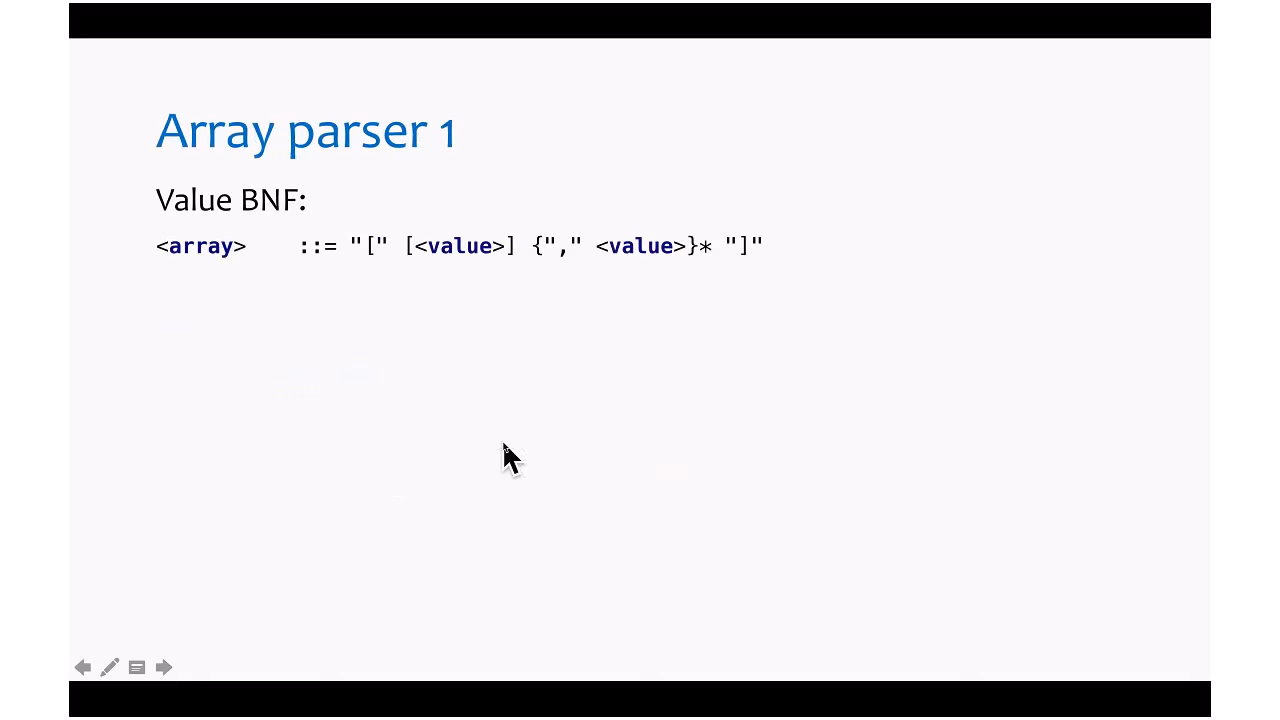 Array parser 1
Value BNF:
<array>    ::= "[" [<value>] {"," <value>}* "]"